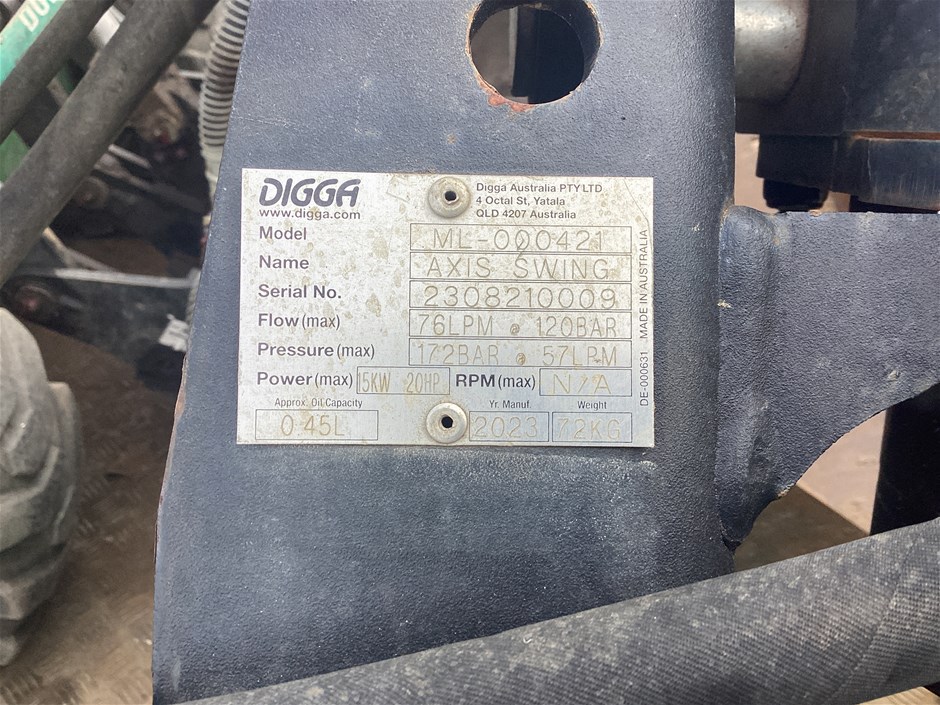 DIGGA
www.digga.com
Digga Australia PTY LTD
4 Octal St, Yatala
QLD 4207 Australia
Model ML-000421
Name AXIS SWING
Serial No. 2308210009
Flow (max) 76LPM @ 120BAR
Pressure (max) 172BAR @ 57LPM
Power (max) 15KW 20HP RPM (max) N/A
Approx. Oil Capacity Yr. Manuf. Weight
0.45L 2023 72KG
DE-000631 MADE IN AUSTRALIA